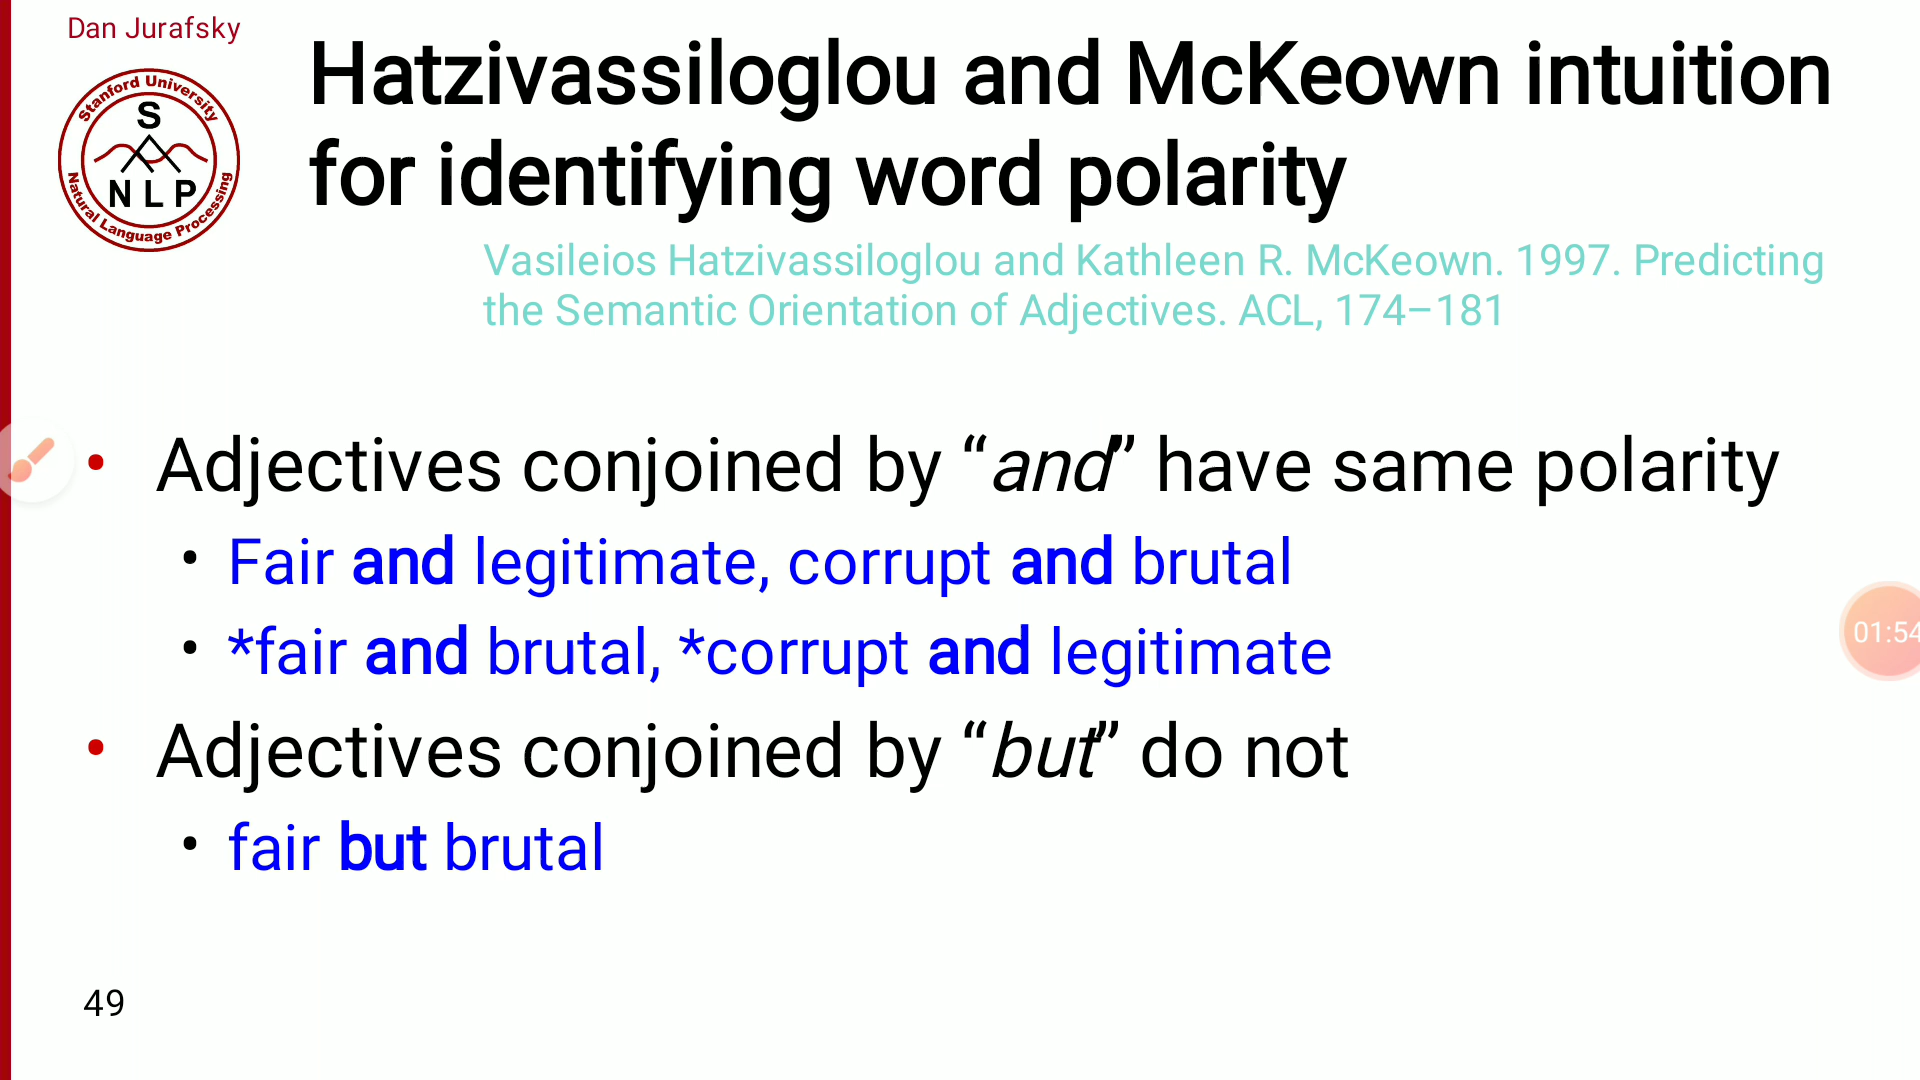 Dan Jurafsky
Stanford University
S
N L P
Natural Language Processing
Hatzivassiloglou and McKeown intuition
for identifying word polarity
Vasileios Hatzivassiloglou and Kathleen R. McKeown. 1997. Predicting
the Semantic Orientation of Adjectives. ACL, 174–181
• Adjectives conjoined by “and” have same polarity
• Fair and legitimate, corrupt and brutal
• *fair and brutal, *corrupt and legitimate
• Adjectives conjoined by “but” do not
• fair but brutal
01:54
49